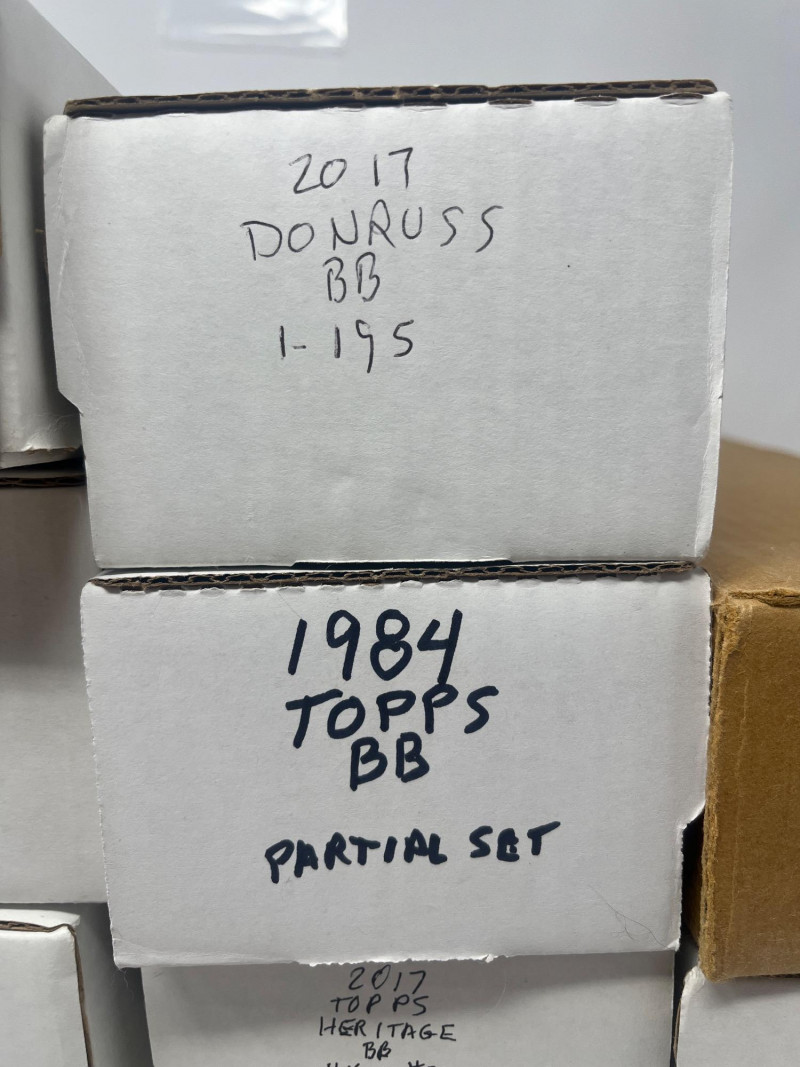 2017
DONRUSS
BB
1-195
1984
TOPPS
BB
PARTIAL SET
2017
TOPPS
HERITAGE
BB